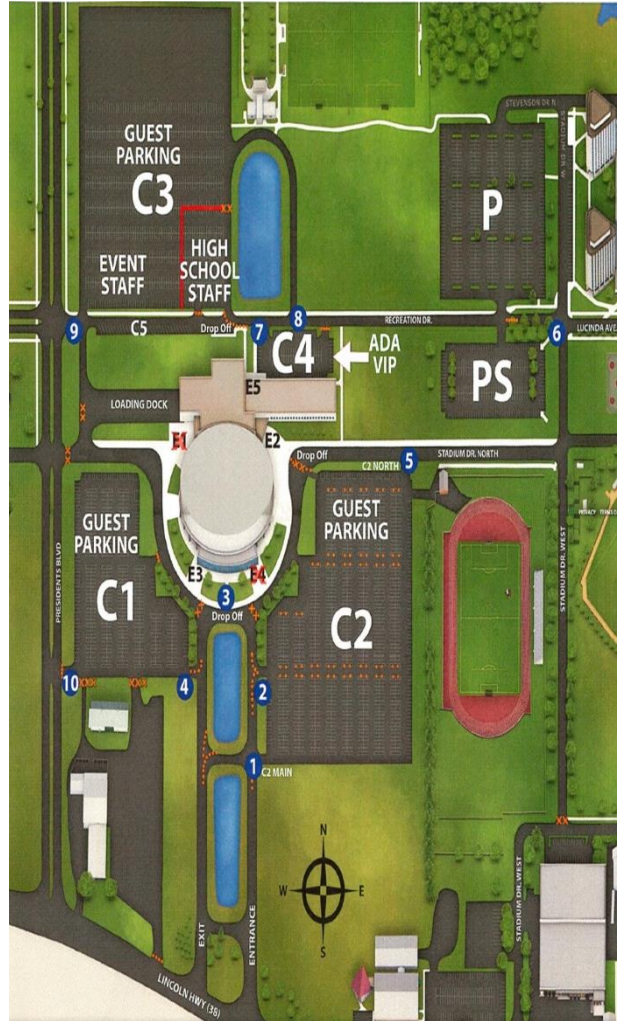 STEVENSON DR. N.
STADIUM DR. W.
GUEST
PARKING
C3
P
EVENT
STAFF
HIGH
SCHOOL
STAFF
9
C5
Drop Off
7
8
RECREATION DR.
6
LUCINDA AVE.
C4
ADA
VIP
E5
PS
LOADING DOCK
E1
E2
Drop Off
STADIUM DR. NORTH
C2 NORTH
5
GUEST
PARKING
C1
GUEST
PARKING
C2
PRESIDENTS BLVD
STADIUM DR. WEST
E3
E4
3
Drop Off
10
4
2
1
C2 MAIN
N
W
E
S
EXIT
ENTRANCE
STADIUM DR. WEST
LINCOLN HWY (38)